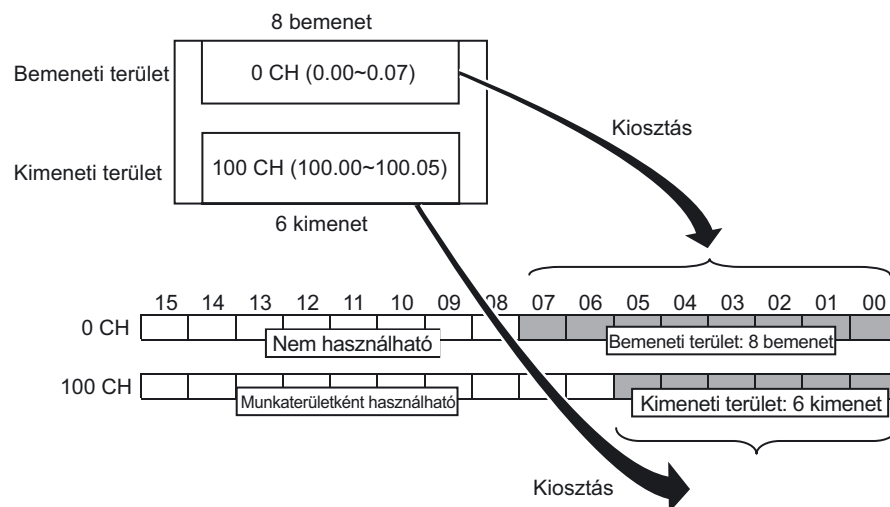 8 bemenet
Bemeneti terület
0 CH (0.00~0.07)
Kiosztás
Kimeneti terület
100 CH (100.00~100.05)
6 kimenet
15 14 13 12 11 10 09 08 07 06 05 04 03 02 01 00
0 CH
Nem használható
Bemeneti terület: 8 bemenet
100 CH
Munkaterületként használható
Kimeneti terület: 6 kimenet
Kiosztás